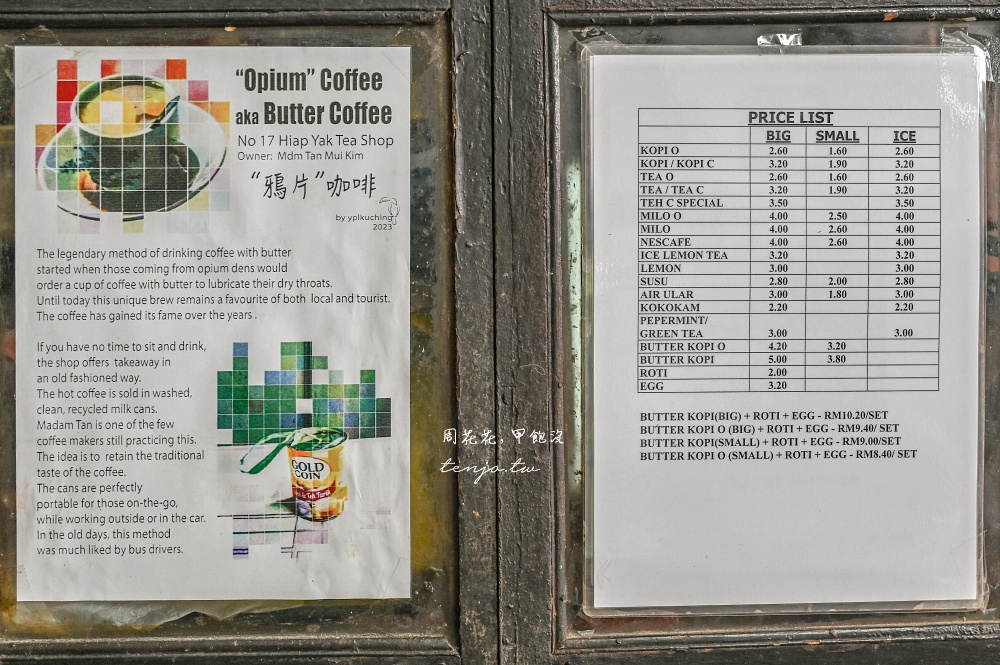 "Opium" Coffee
aka Butter Coffee
No 17 Hiap Yak Tea Shop
Owner: Mdm Tan Mui Kim
"鴉片"咖啡
by yplkuching
2023
The legendary method of drinking coffee with butter
started when those coming from opium dens would
order a cup of coffee with butter to lubricate their dry throats.
Until today this unique brew remains a favourite of both local and tourist.
The coffee has gained its fame over the years .
If you have no time to sit and drink,
the shop offers takeaway in
an old fashioned way.
The hot coffee is sold in washed,
clean, recycled milk cans.
Madam Tan is one of the few
coffee makers still practicing this.
The idea is to retain the traditional
taste of the coffee.
The cans are perfectly
portable for those on-the-go,
while working outside or in the car.
In the old days, this method
was much liked by bus drivers.
GOLD
COIN
PRICE LIST
BIG SMALL ICE
KOPI O 2.60 1.60 2.60
KOPI / KOPI C 3.20 1.90 3.20
TEA O 2.60 1.60 2.60
TEA / TEA C 3.20 1.90 3.20
TEH C SPECIAL 3.50 3.50
MILO O 4.00 2.50 4.00
MILO 4.00 2.60 4.00
NESCAFE 4.00 2.60 4.00
ICE LEMON TEA 3.20 3.20
LEMON 3.00 3.00
SUSU 2.80 2.00 2.80
AIR ULAR 3.00 1.80 3.00
KOKOKAM 2.20 2.20
PEPERMINT/
GREEN TEA 3.00 3.00
BUTTER KOPI O 4.20 3.20
BUTTER KOPI 5.00 3.80
ROTI 2.00
EGG 3.20
BUTTER KOPI(BIG) + ROTI + EGG - RM10.20/SET
BUTTER KOPI O (BIG) + ROTI + EGG - RM9.40/ SET
BUTTER KOPI(SMALL) + ROTI + EGG - RM9.00/SET
BUTTER KOPI O (SMALL) + ROTI + EGG - RM8.40/ SET
周花花,甲飽沒
tenjo.tw